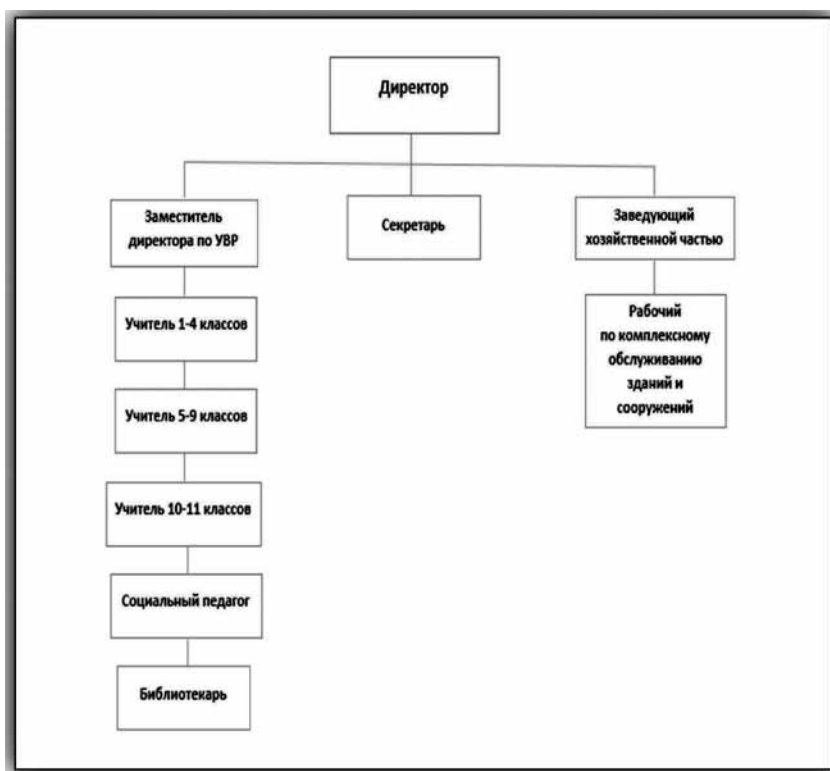 Директор
Заместитель
директора по УВР
Секретарь
Заведующий
хозяйственной частью
Учитель 1-4 классов
Учитель 5-9 классов
Учитель 10-11 классов
Социальный педагог
Библиотекарь
Рабочий
по комплексному
обслуживанию
зданий и
сооружений